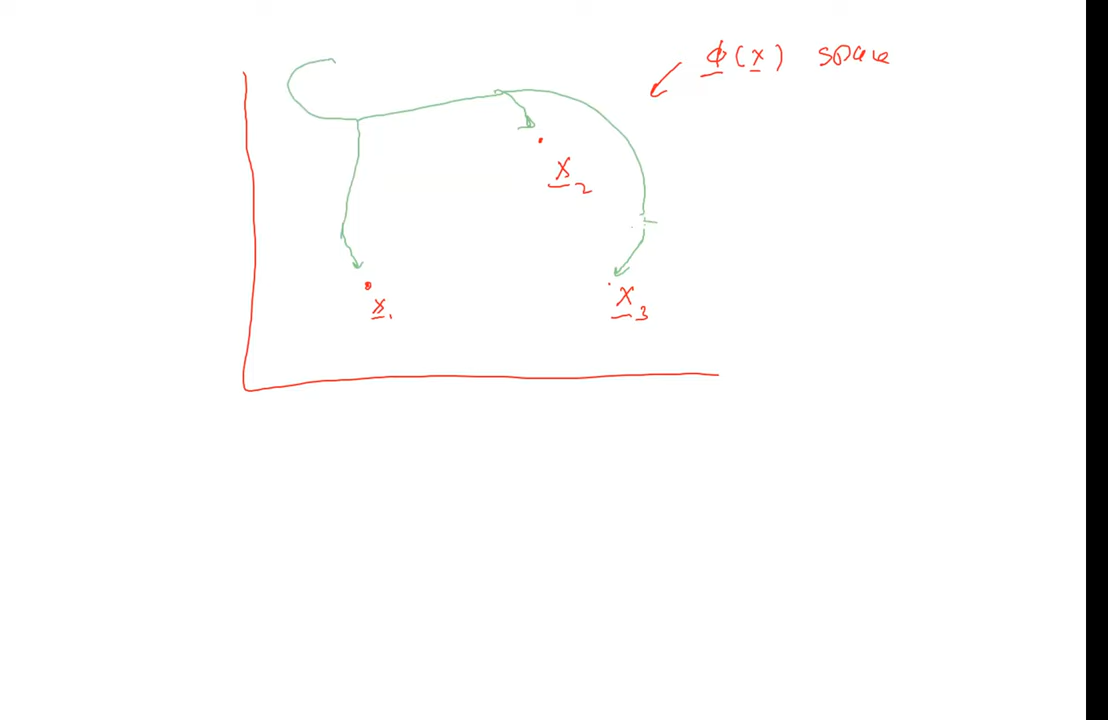 ϕ(x) space
x₂
x₁
x₃